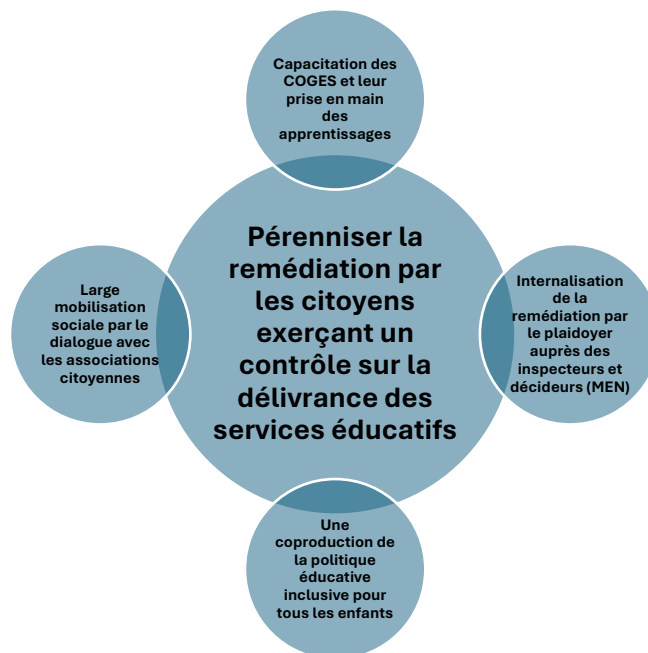 Capacitation des
COGES et leur
prise en main
des
apprentissages
Pérenniser la
remédiation par
les citoyens
exerçant un
contrôle sur la
délivrance des
services éducatifs
Large
mobilisation
sociale par le
dialogue avec
les associations
citoyennes
Internalisation
de la
remédiation par
le plaidoyer
auprès des
inspecteurs et
décideurs (MEN)
Une
coproduction de
la politique
éducative
inclusive pour
tous les enfants